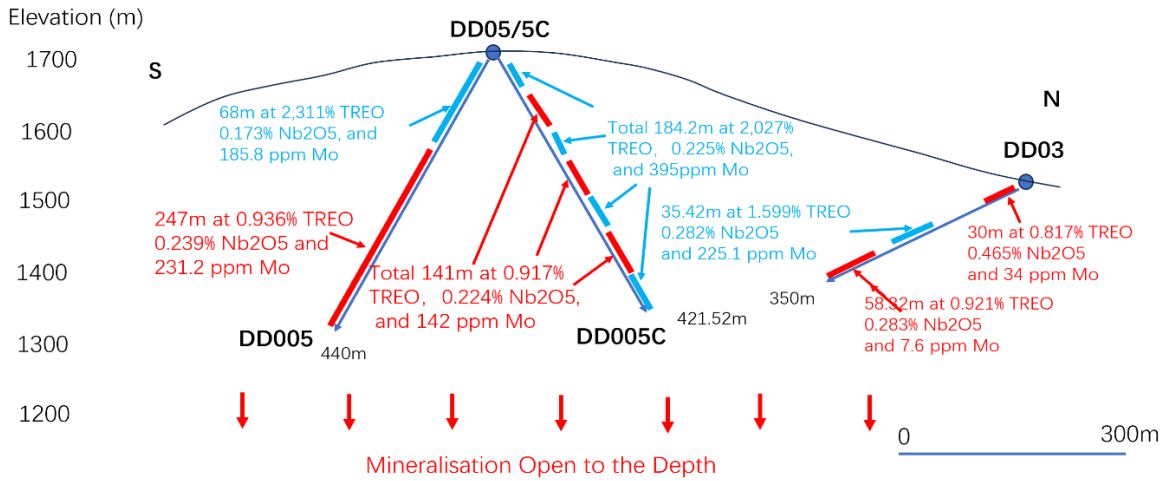 Elevation (m)
1700
1600
1500
1400
1300
1200
S
N
DD05/5C
DD03
68m at 2,311% TREO
0.173% Nb2O5, and
185.8 ppm Mo
Total 184.2m at 2,027%
TREO,  0.225% Nb2O5,
and 395ppm Mo
247m at 0.936% TREO
0.239% Nb2O5 and
231.2 ppm Mo
35.42m at 1.599% TREO
0.282% Nb2O5
and 225.1 ppm Mo
30m at 0.817% TREO
0.465% Nb2O5
and 34 ppm Mo
Total 141m at 0.917%
TREO,  0.224% Nb2O5,
and 142 ppm Mo
58.32m at 0.921% TREO
0.283% Nb2O5
and 7.6 ppm Mo
DD005
440m
DD005C
421.52m
350m
0
300m
Mineralisation Open to the Depth